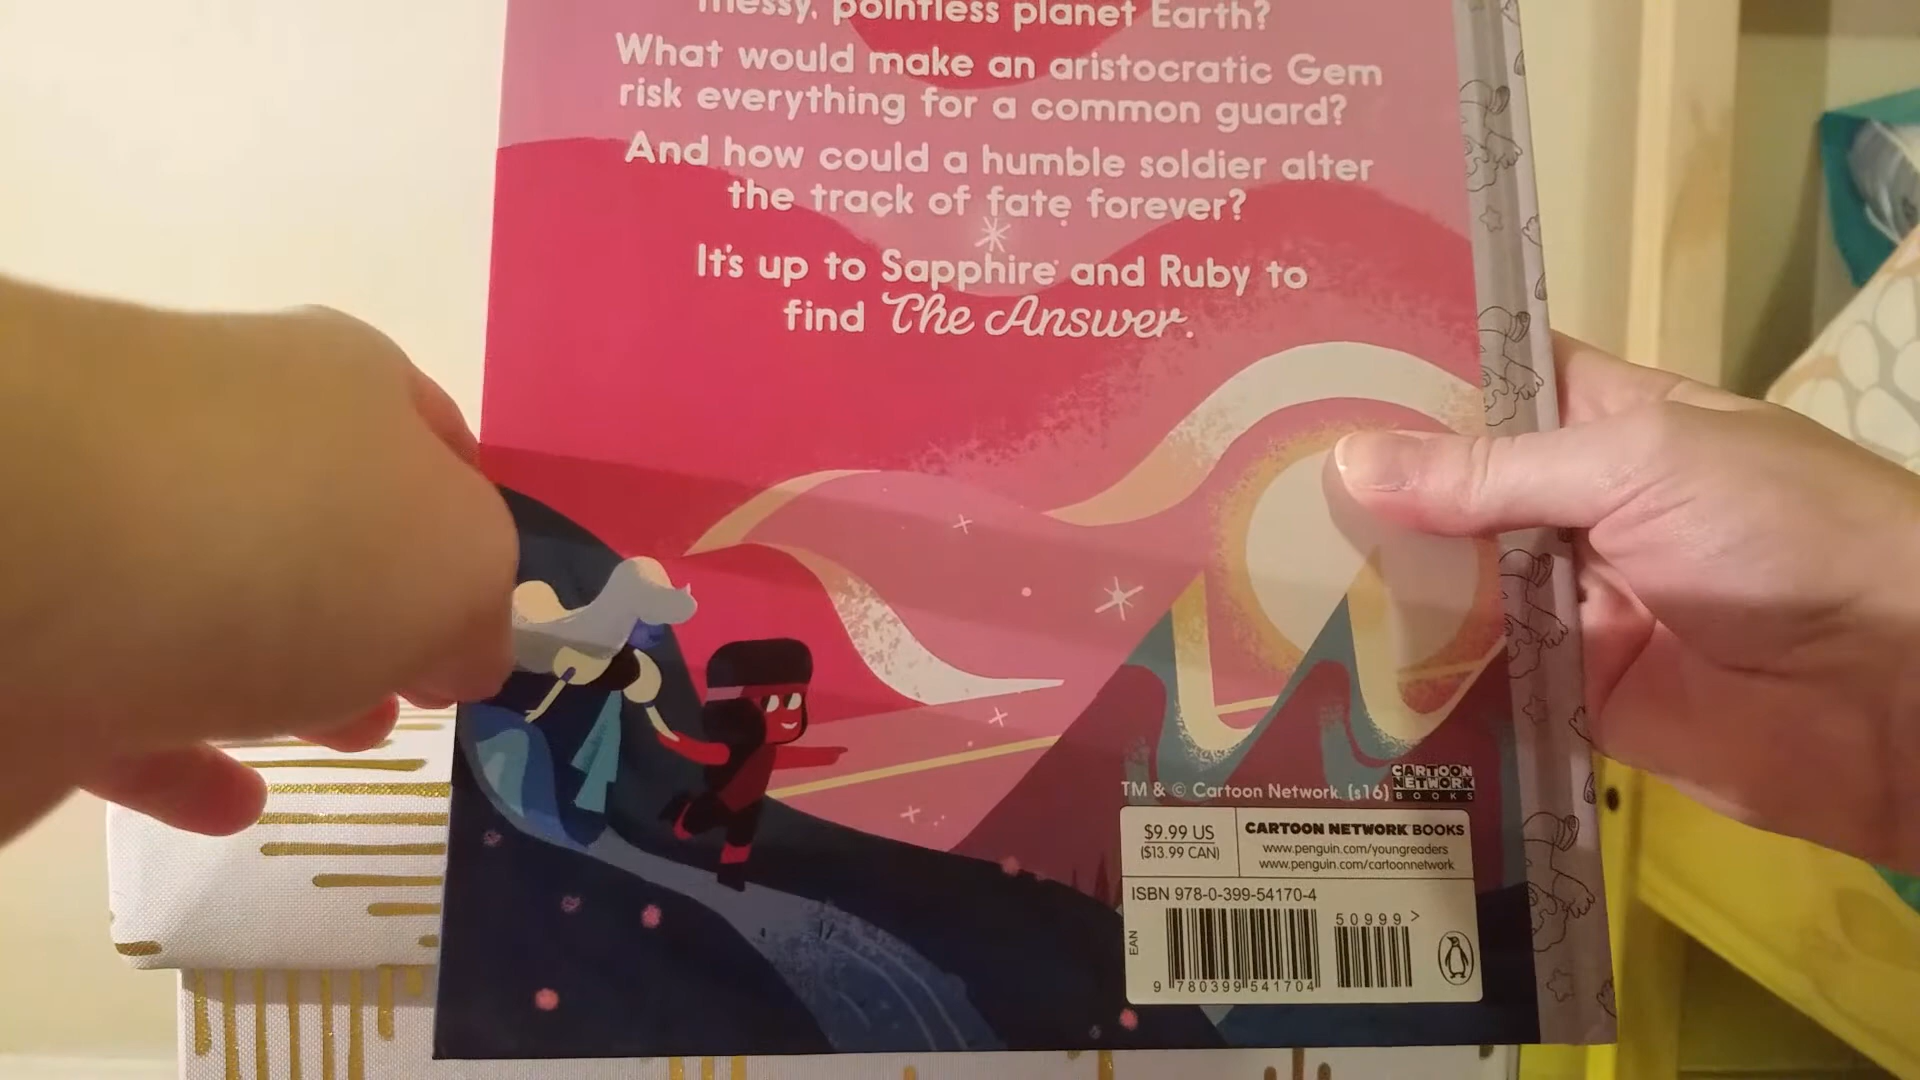 messy, pointless planet Earth?
What would make an aristocratic Gem
risk everything for a common guard?
And how could a humble soldier alter
the track of fate forever?
It's up to Sapphire and Ruby to
find The Answer.
TM & © Cartoon Network. (s16)
CARTOON
NETWORK
BOOKS
$9.99 US
($13.99 CAN)
CARTOON NETWORK BOOKS
www.penguin.com/youngreaders
www.penguin.com/cartoonnetwork
ISBN 978-0-399-54170-4
50999>
EAN
9 780399 541704